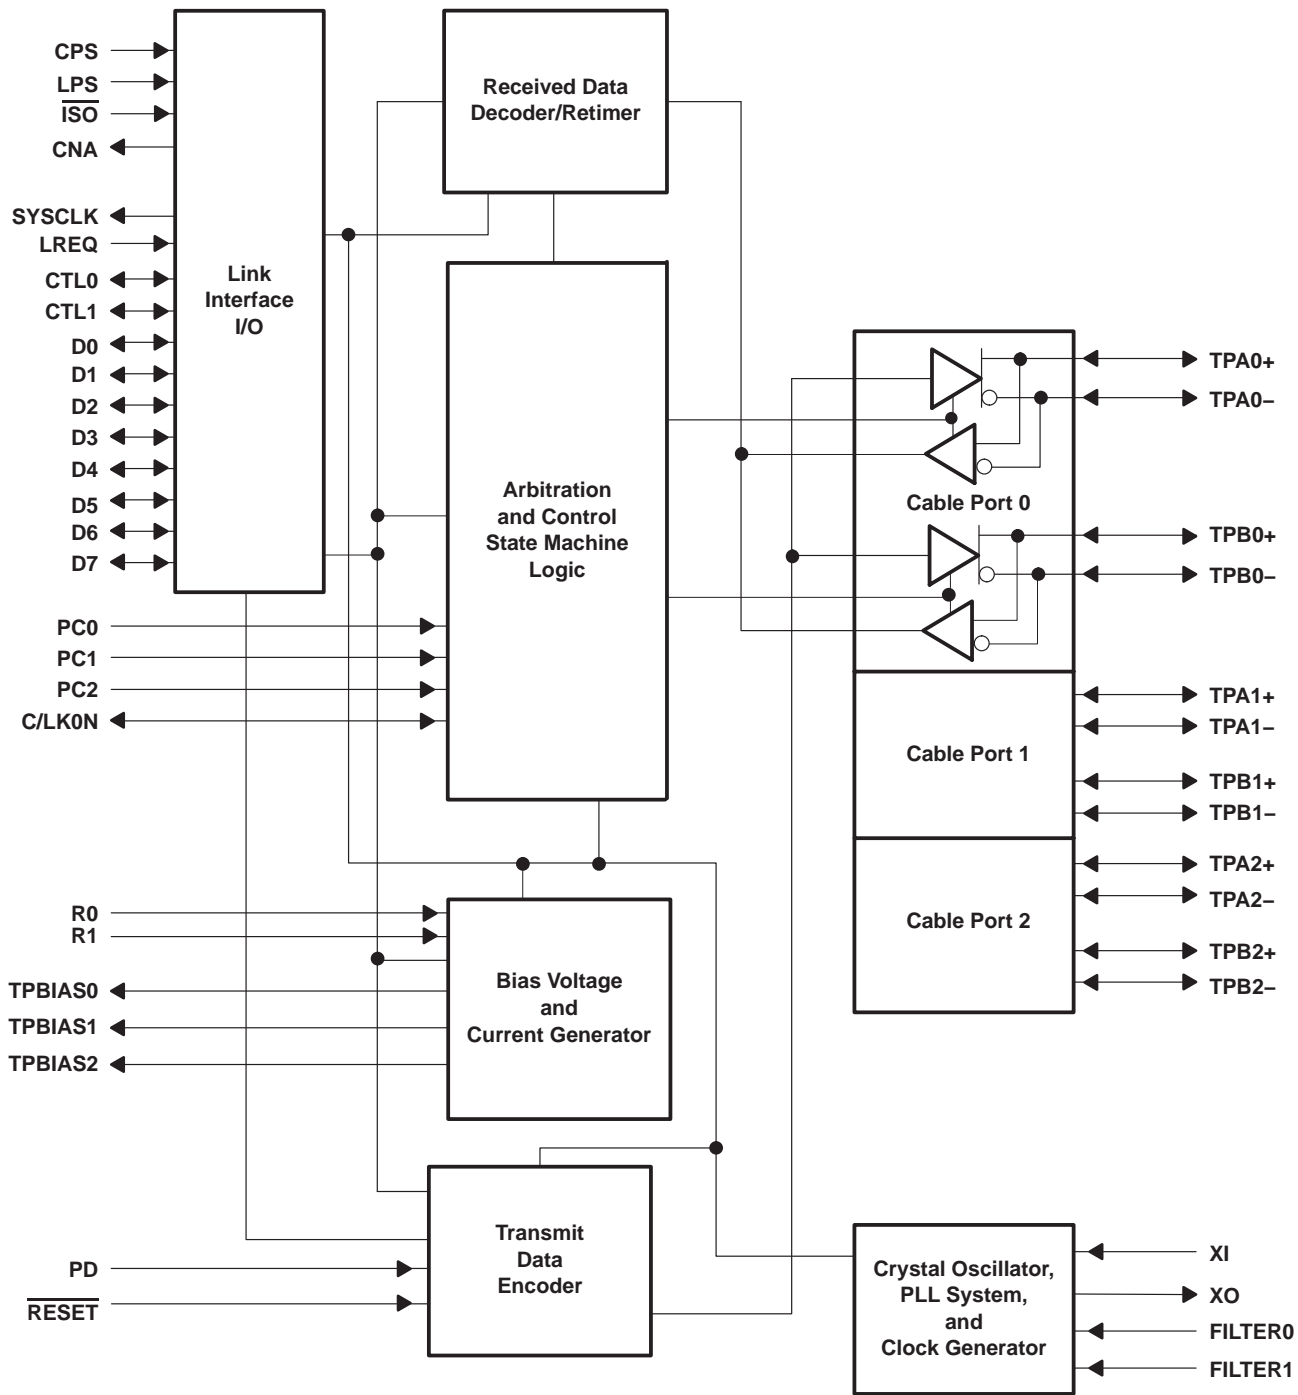 CPS
LPS
ISO
CNA
SYSCLK
LREQ
CTL0
CTL1
D0
D1
D2
D3
D4
D5
D6
D7
Link
Interface
I/O
Received Data
Decoder/Retimer
PC0
PC1
PC2
C/LK0N
Arbitration
and Control
State Machine
Logic
Cable Port 0
TPA0+
TPA0–
TPB0+
TPB0–
Cable Port 1
TPA1+
TPA1–
TPB1+
TPB1–
Cable Port 2
TPA2+
TPA2–
TPB2+
TPB2–
R0
R1
TPBIAS0
TPBIAS1
TPBIAS2
Bias Voltage
and
Current Generator
PD
RESET
Transmit
Data
Encoder
Crystal Oscillator,
PLL System,
and
Clock Generator
XI
XO
FILTER0
FILTER1